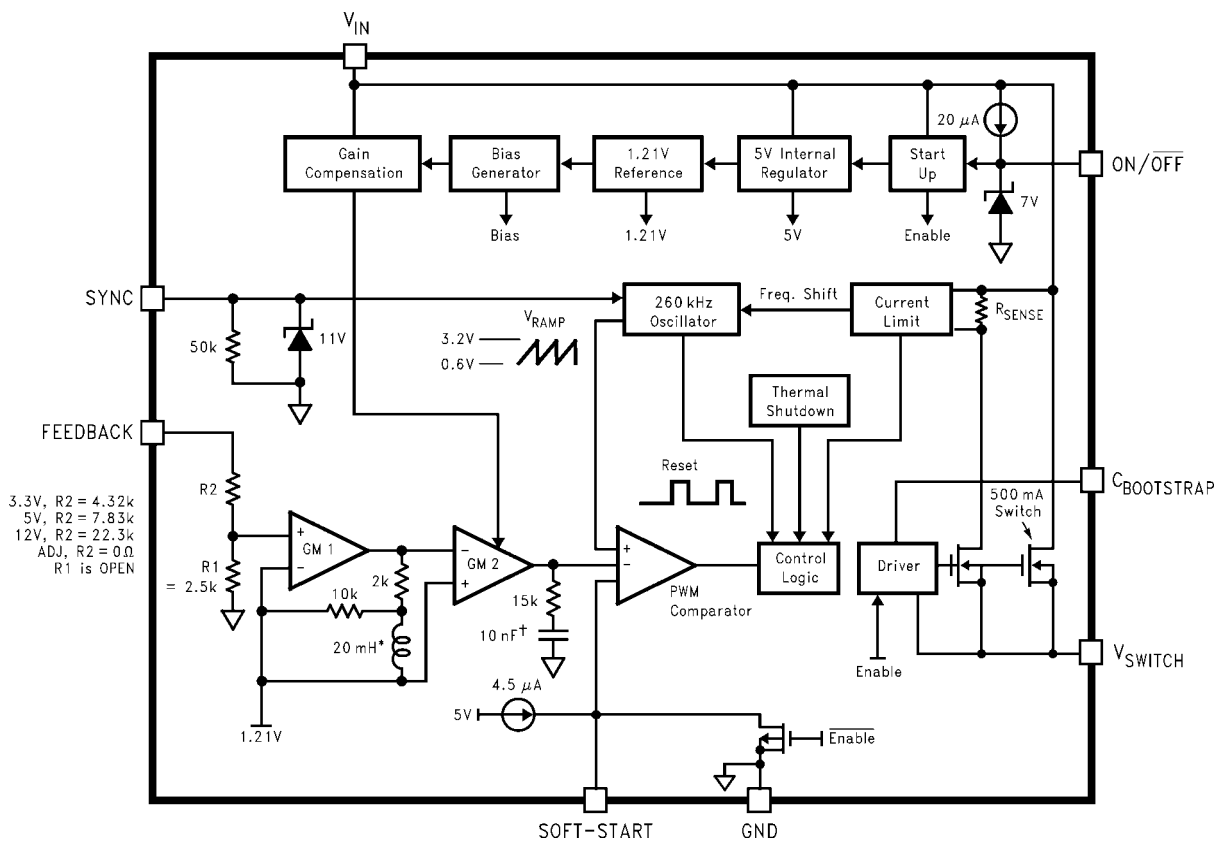 V_IN
20 µA
Gain
Compensation
Bias
Generator
1.21V
Reference
5V Internal
Regulator
Start
Up
ON/O̅F̅F̅
7V
Bias
1.21V
5V
Enable
SYNC
50k
11V
V_RAMP
3.2V
0.6V
260 kHz
Oscillator
Freq. Shift
Current
Limit
R_SENSE
Thermal
Shutdown
FEEDBACK
3.3V, R2 = 4.32k
5V, R2 = 7.83k
12V, R2 = 22.3k
ADJ, R2 = 0Ω
R1 is OPEN
R2
R1
= 2.5k
+
−
GM 1
2k
10k
20 mH*
1.21V
−
+
GM 2
15k
10 nF†
Reset
+
−
PWM
Comparator
Control
Logic
C_BOOTSTRAP
500 mA
Switch
Driver
Enable
V_SWITCH
4.5 µA
5V
E̅n̅a̅b̅l̅e̅
SOFT-START
GND